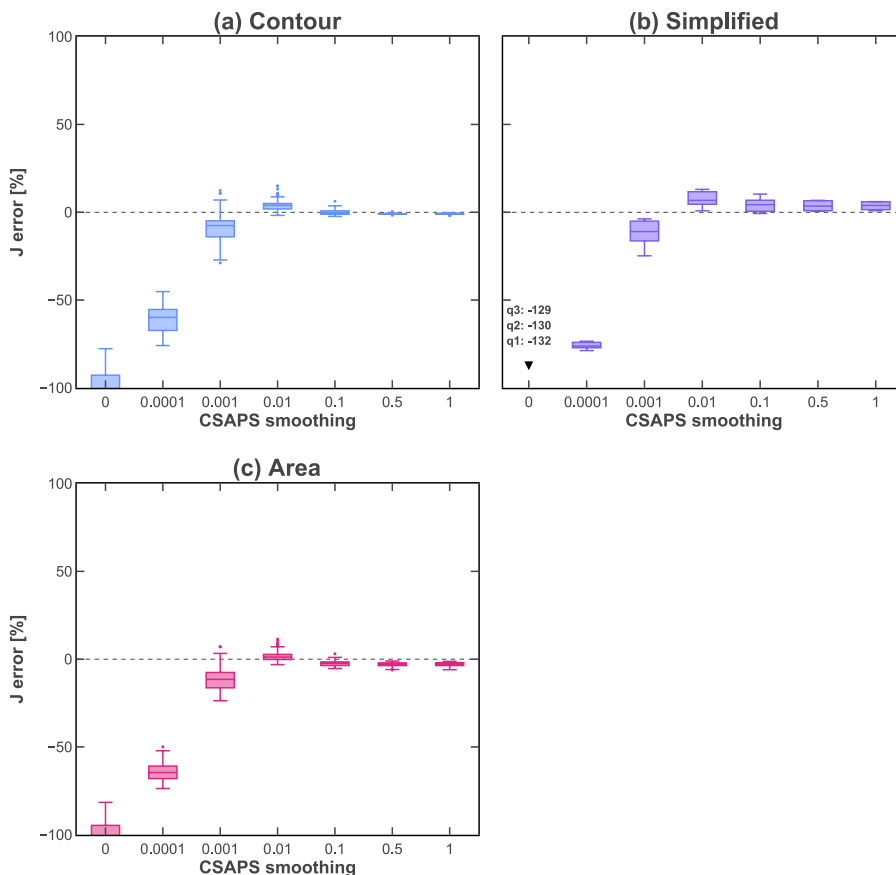 (a) Contour
(b) Simplified
100
50
0
−50
−100
J error [%]
q3: -129
q2: -130
q1: -132
0 0.0001 0.001 0.01 0.1 0.5 1
0 0.0001 0.001 0.01 0.1 0.5 1
CSAPS smoothing
CSAPS smoothing
(c) Area
100
50
0
−50
−100
J error [%]
0 0.0001 0.001 0.01 0.1 0.5 1
CSAPS smoothing